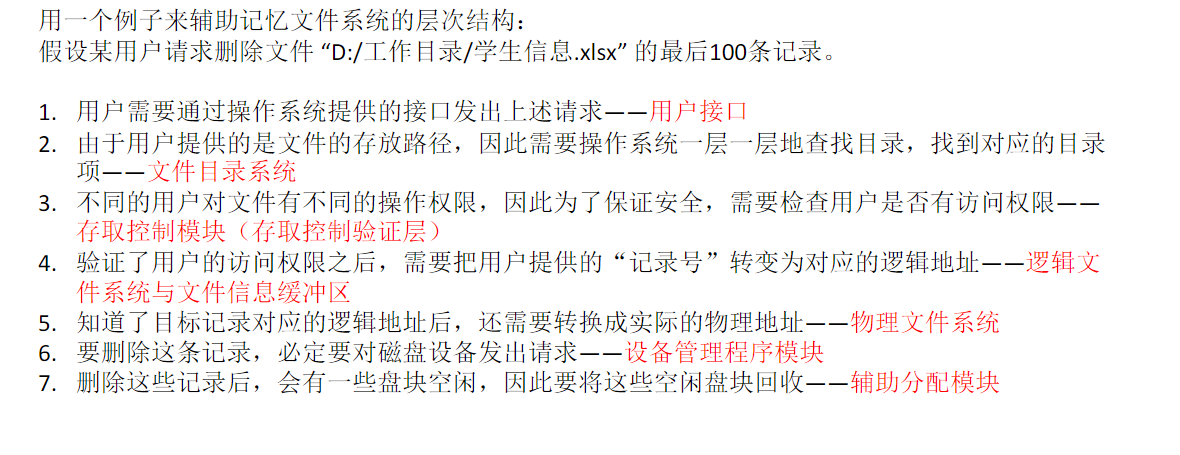 用一个例子来辅助记忆文件系统的层次结构：
假设某用户请求删除文件 “D:/工作目录/学生信息.xlsx” 的最后100条记录。
1. 用户需要通过操作系统提供的接口发出上述请求——用户接口
2. 由于用户提供的是文件的存放路径，因此需要操作系统一层一层地查找目录，找到对应的目录
项——文件目录系统
3. 不同的用户对文件有不同的操作权限，因此为了保证安全，需要检查用户是否有访问权限——
存取控制模块（存取控制验证层）
4. 验证了用户的访问权限之后，需要把用户提供的“记录号”转变为对应的逻辑地址——逻辑文
件系统与文件信息缓冲区
5. 知道了目标记录对应的逻辑地址后，还需要转换成实际的物理地址——物理文件系统
6. 要删除这条记录，必定要对磁盘设备发出请求——设备管理程序模块
7. 删除这些记录后，会有一些盘块空闲，因此要将这些空闲盘块回收——辅助分配模块